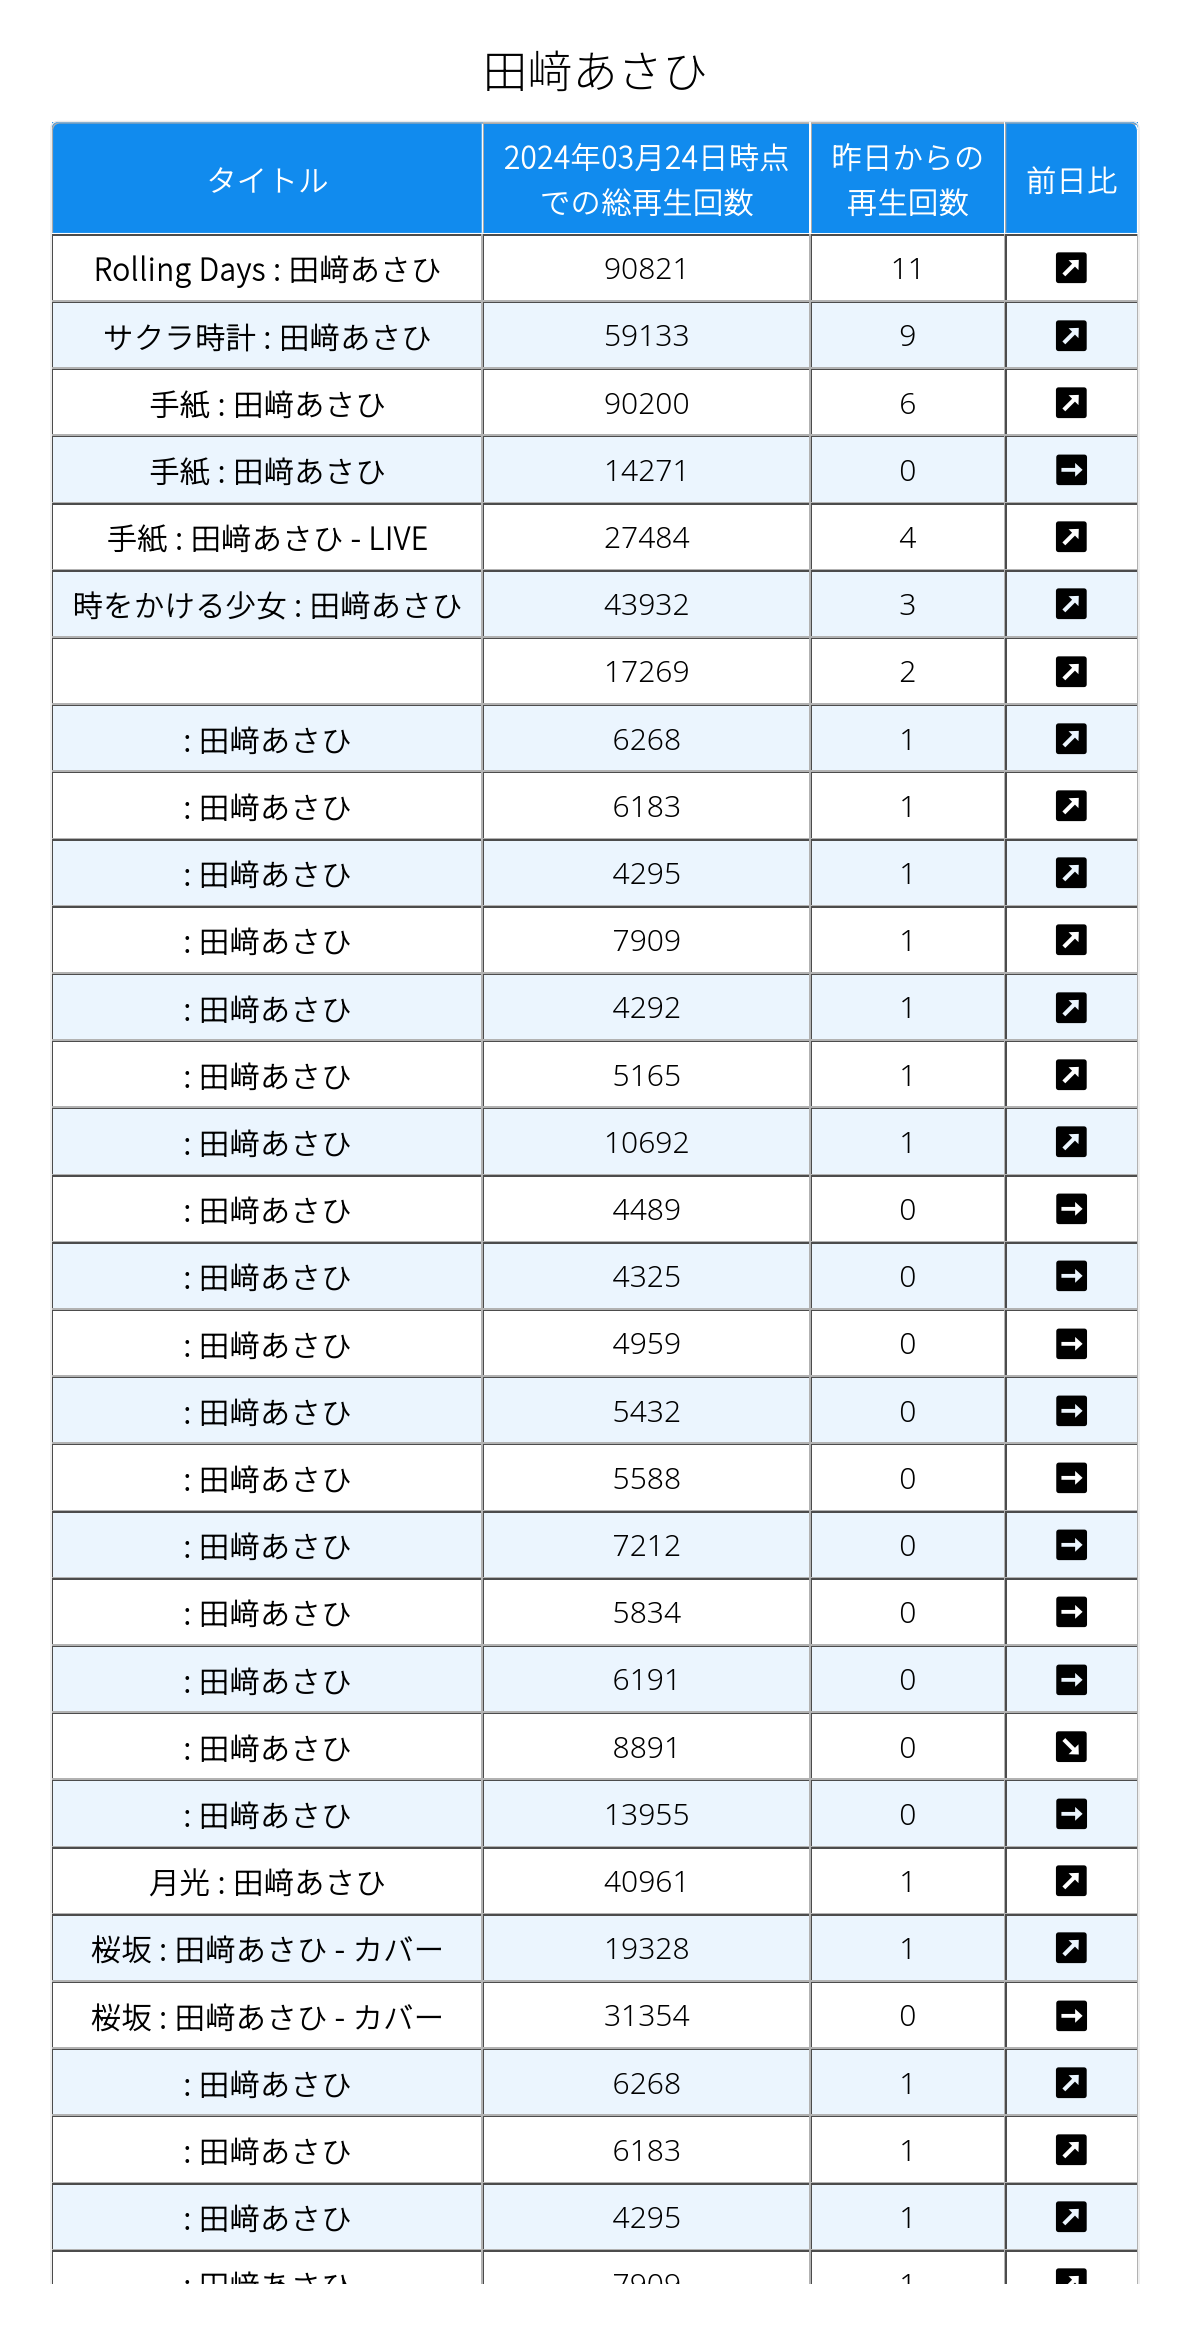 田﨑あさひ
タイトル 2024年03月24日時点での総再生回数 昨日からの再生回数 前日比
Rolling Days : 田﨑あさひ 90821 11
サクラ時計 : 田﨑あさひ 59133 9
手紙 : 田﨑あさひ 90200 6
手紙 : 田﨑あさひ 14271 0
手紙 : 田﨑あさひ - LIVE 27484 4
時をかける少女 : 田﨑あさひ 43932 3
17269 2
: 田﨑あさひ 6268 1
: 田﨑あさひ 6183 1
: 田﨑あさひ 4295 1
: 田﨑あさひ 7909 1
: 田﨑あさひ 4292 1
: 田﨑あさひ 5165 1
: 田﨑あさひ 10692 1
: 田﨑あさひ 4489 0
: 田﨑あさひ 4325 0
: 田﨑あさひ 4959 0
: 田﨑あさひ 5432 0
: 田﨑あさひ 5588 0
: 田﨑あさひ 7212 0
: 田﨑あさひ 5834 0
: 田﨑あさひ 6191 0
: 田﨑あさひ 8891 0
: 田﨑あさひ 13955 0
月光 : 田﨑あさひ 40961 1
桜坂 : 田﨑あさひ - カバー 19328 1
桜坂 : 田﨑あさひ - カバー 31354 0
: 田﨑あさひ 6268 1
: 田﨑あさひ 6183 1
: 田﨑あさひ 4295 1